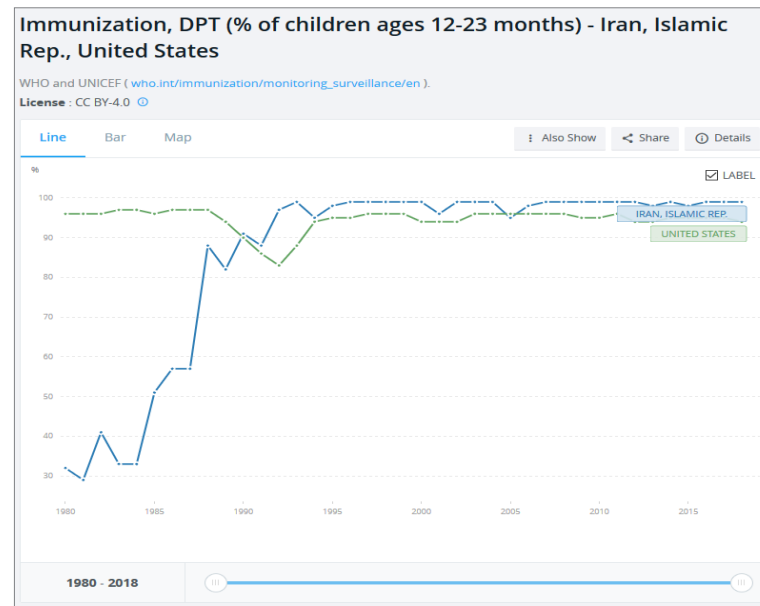 Immunization, DPT (% of children ages 12-23 months) - Iran, Islamic
Rep., United States
WHO and UNICEF ( who.int/immunization/monitoring_surveillance/en ).
License : CC BY-4.0
Line Bar Map Also Show Share Details
% LABEL
100
IRAN, ISLAMIC REP.
90 UNITED STATES
80
70
60
50
40
30
1980 1985 1990 1995 2000 2005 2010 2015
1980 - 2018